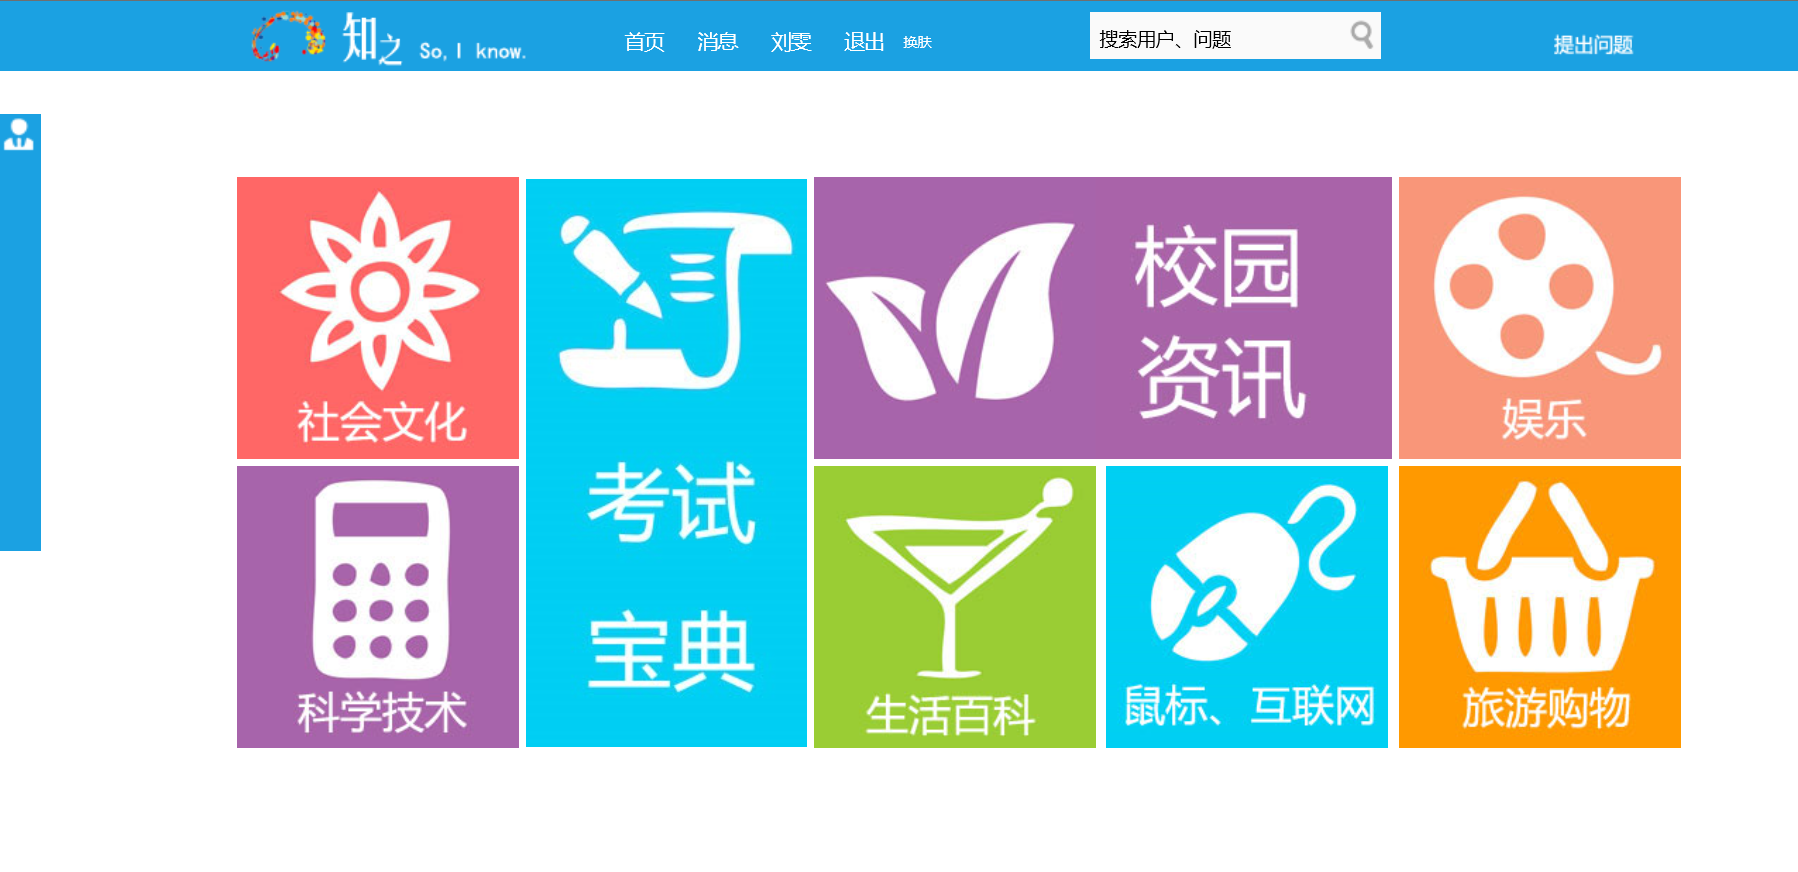 知之 So, I know.
首页 消息 刘雯 退出 换肤
搜索用户、问题
提出问题
社会文化
考试
宝典
校园
资讯
娱乐
科学技术
生活百科
鼠标、互联网
旅游购物